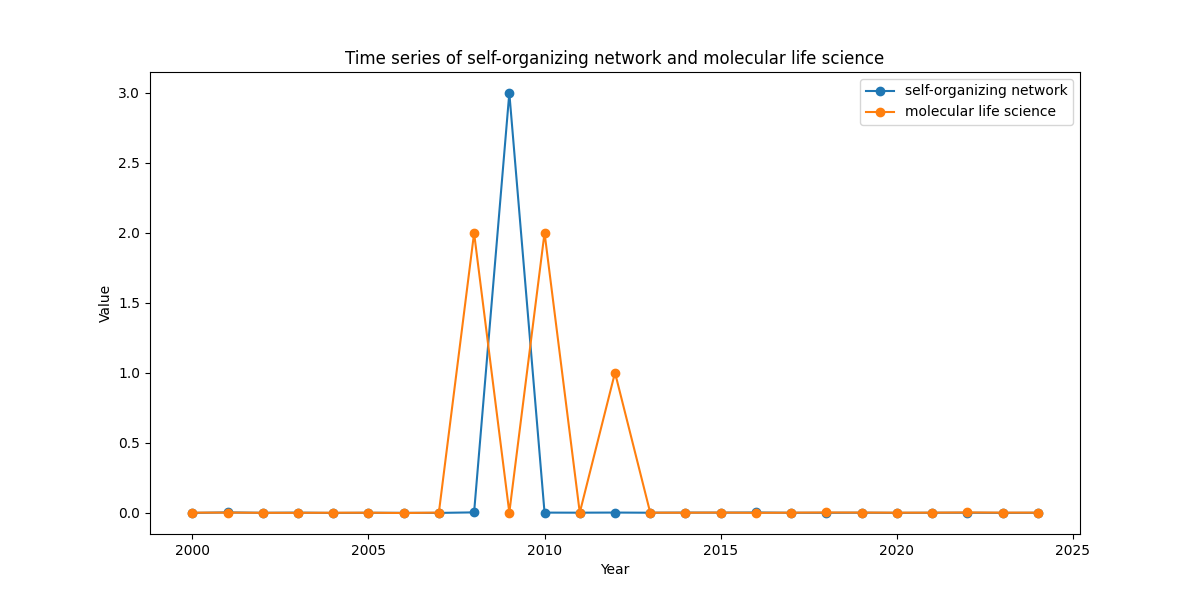 Time series of self-organizing network and molecular life science
self-organizing network
molecular life science
3.0
2.5
2.0
1.5
1.0
0.5
0.0
Value
2000 2005 2010 2015 2020 2025
Year